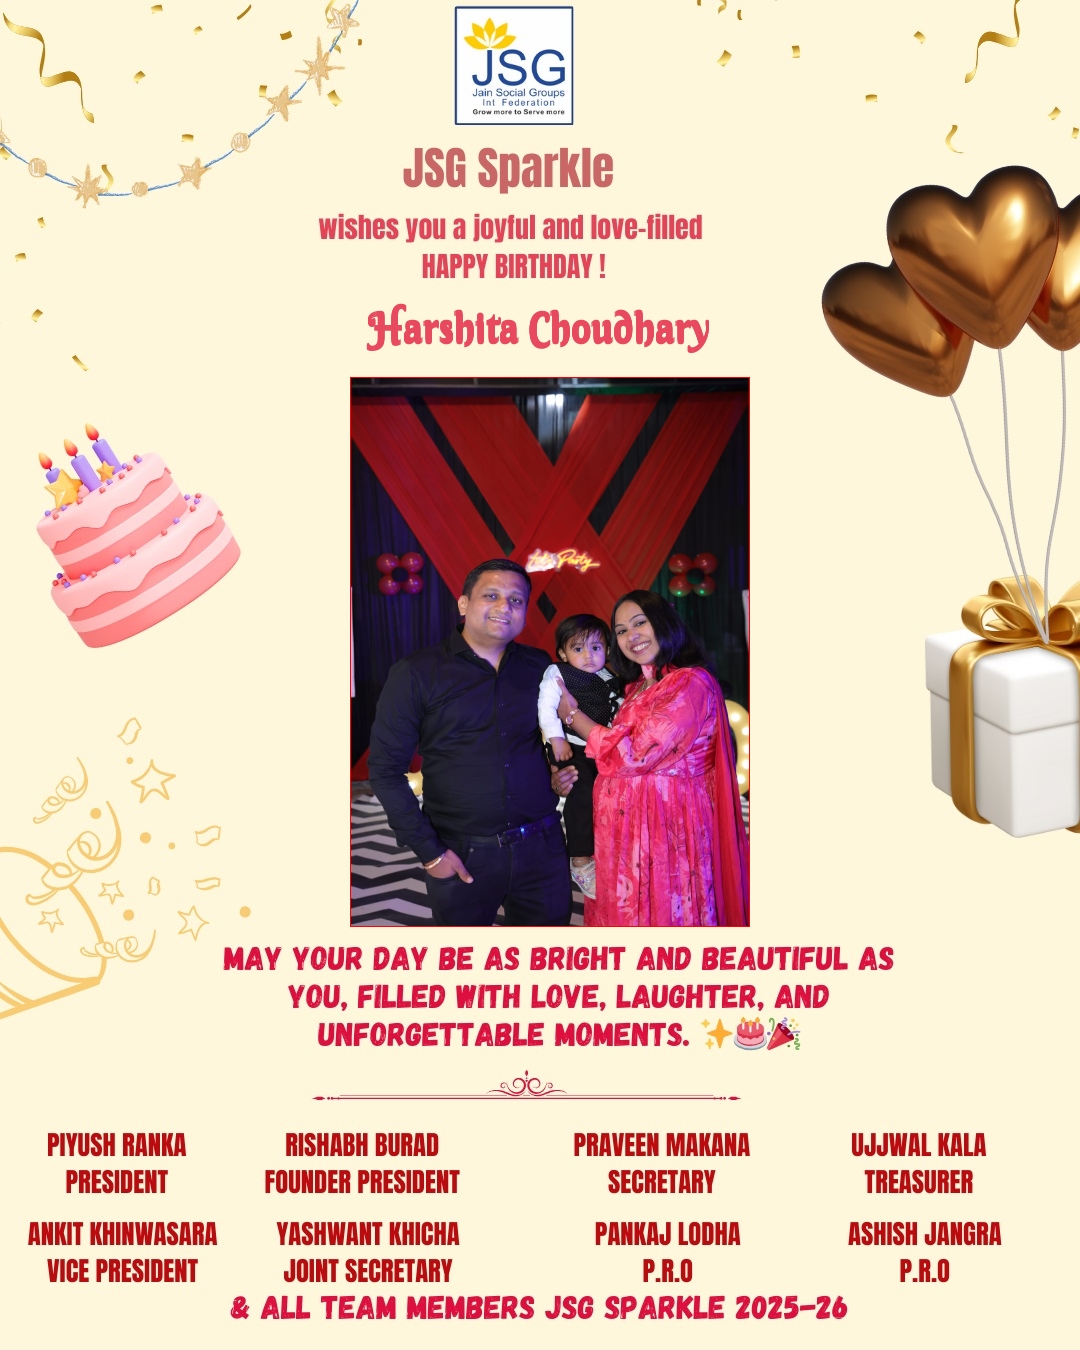 JSG
Jain Social Groups
Int Federation
Grow more to Serve more
JSG Sparkle
wishes you a joyful and love-filled
HAPPY BIRTHDAY !
Harshita Choudhary
Let's Party
MAY YOUR DAY BE AS BRIGHT AND BEAUTIFUL AS
YOU, FILLED WITH LOVE, LAUGHTER, AND
UNFORGETTABLE MOMENTS. ✨🎂🎉
PIYUSH RANKA
PRESIDENT
RISHABH BURAD
FOUNDER PRESIDENT
PRAVEEN MAKANA
SECRETARY
UJJWAL KALA
TREASURER
ANKIT KHINWASARA
VICE PRESIDENT
YASHWANT KHICHA
JOINT SECRETARY
PANKAJ LODHA
P.R.O
ASHISH JANGRA
P.R.O
& ALL TEAM MEMBERS JSG SPARKLE 2025-26